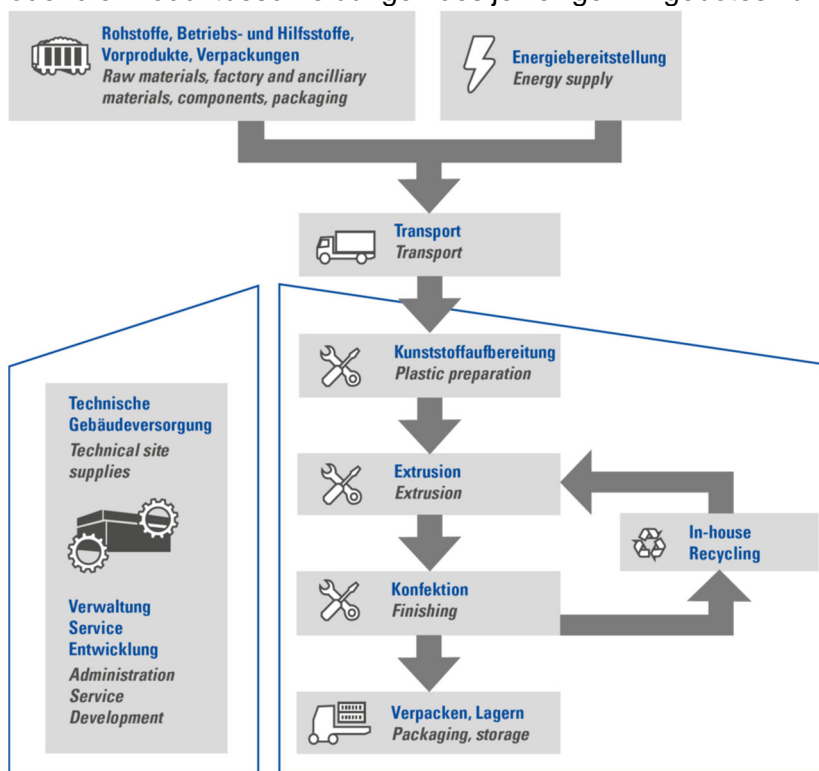 Rohstoffe, Betriebs- und Hilfsstoffe,
Vorprodukte, Verpackungen
Raw materials, factory and ancilliary
materials, components, packaging
Energiebereitstellung
Energy supply
Transport
Transport
Kunststoffaufbereitung
Plastic preparation
Technische
Gebäudeversorgung
Technical site
supplies
Extrusion
Extrusion
In-house
Recycling
Konfektion
Finishing
Verwaltung
Service
Entwicklung
Administration
Service
Development
Verpacken, Lagern
Packaging, storage